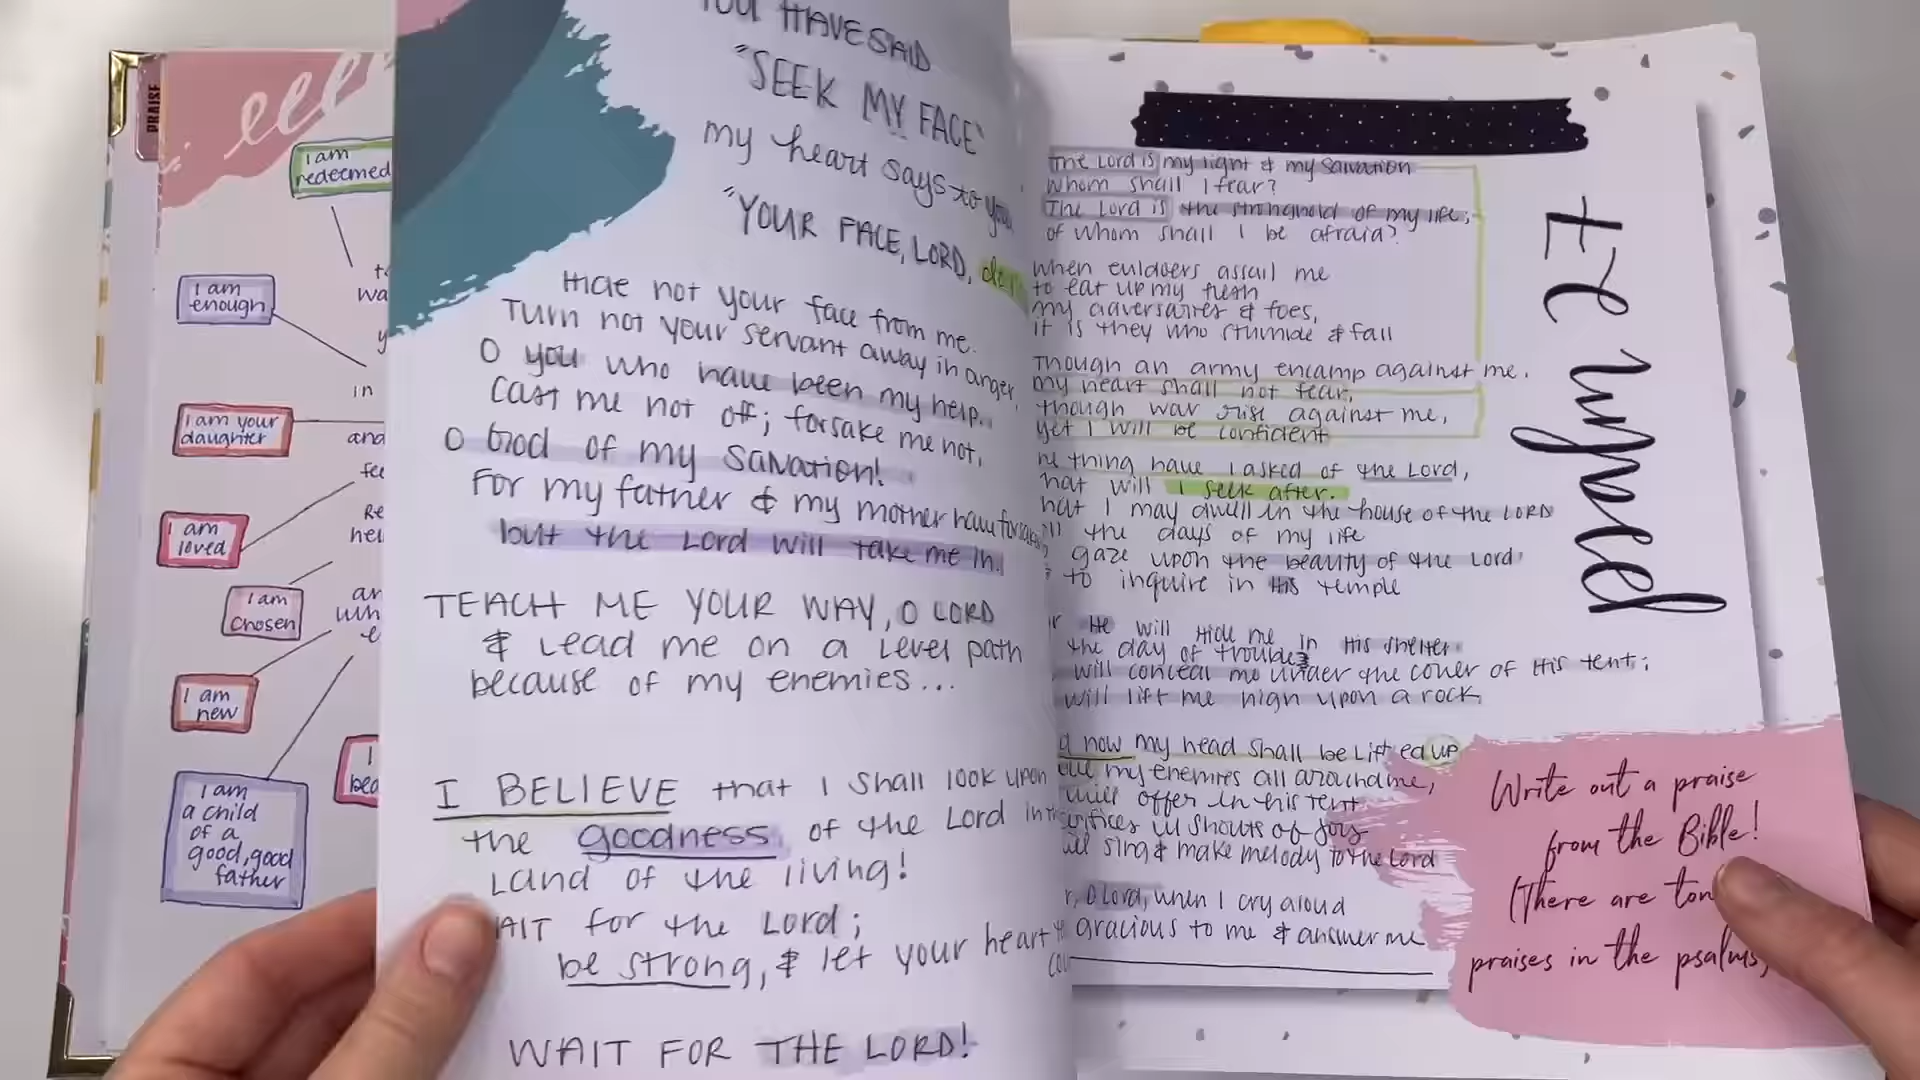 PRAISE
I am
redeemed
I am
enough
I am your
daughter
I am
loved
I am
chosen
I am
new
I am
a child
of a
good, good
father
wa
in
and
fee
YOU HAVE SAID
"SEEK MY FACE"
my heart says to you
"YOUR FACE, LORD,
Hide not your face from me.
Turn not your servant away in anger,
O you who have been my help.
Cast me not off; forsake me not,
O God of my salvation!
For my father & my mother have forsaken
but the Lord will take me in.
TEACH ME YOUR WAY, O LORD
& lead me on a level path
because of my enemies...
I BELIEVE that I shall look upon
the goodness of the Lord in
Land of the living!
AIT for the Lord;
be strong, & let your heart
WAIT FOR THE LORD!
The Lord is my light & my salvation
whom shall I fear?
The Lord is the stronghold of my life;
of whom shall I be afraid?
when evildoers assail me
to eat up my flesh
my adversaries & foes,
it is they who stumble & fall
Though an army encamp against me,
my heart shall not fear,
though war rise against me,
yet I will be confident
ne thing have I asked of the Lord,
hat will I seek after.
hat I may dwell in the house of the LORD
ll the days of my life
gaze upon the beauty of the Lord
to inquire in His temple
r He will Hide me in His shelter
the day of trouble
will conceal me under the cover of His tent;
will lift me high upon a rock.
d now my head shall be Lifted up
my enemies all around me,
will offer in his tent
crifices w shouts of joy
sing & make melody to the Lord
r, O Lord, when I cry aloud
gracious to me & answer me
Write out a praise
from the Bible!
(There are ton
praises in the psalms,